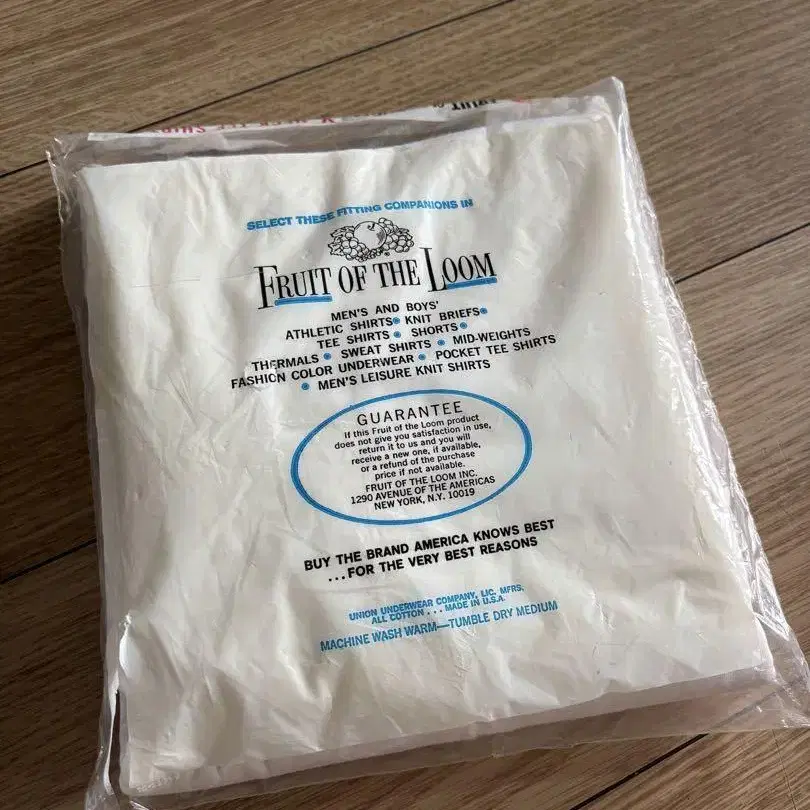 SELECT THESE FITTING COMPANIONS IN
FRUIT OF THE LOOM
MEN'S AND BOYS'
ATHLETIC SHIRTS • KNIT BRIEFS •
TEE SHIRTS • SHORTS •
THERMALS • SWEAT SHIRTS • MID-WEIGHTS
FASHION COLOR UNDERWEAR • POCKET TEE SHIRTS
• MEN'S LEISURE KNIT SHIRTS
GUARANTEE
If this Fruit of the Loom product
does not give you satisfaction in use,
return it to us and you will
receive a new one, if available,
or a refund of the purchase
price if not available.
FRUIT OF THE LOOM INC.
1290 AVENUE OF THE AMERICAS
NEW YORK, N.Y. 10019
BUY THE BRAND AMERICA KNOWS BEST
...FOR THE VERY BEST REASONS
UNION UNDERWEAR COMPANY, LIC. MFRS.
ALL COTTON . . . MADE IN U.S.A.
MACHINE WASH WARM—TUMBLE DRY MEDIUM